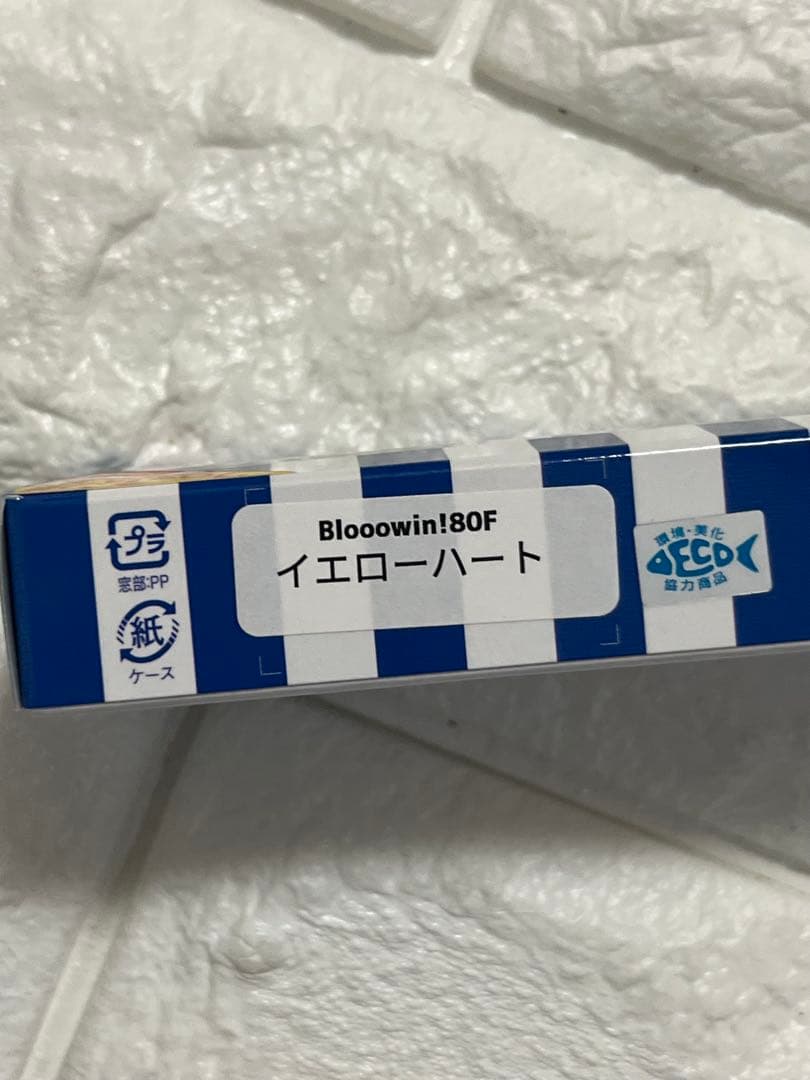 プラ
窓部:PP
紙
ケース
Blooowin!80F
イエローハート
環境・美化
DECO
協力商品